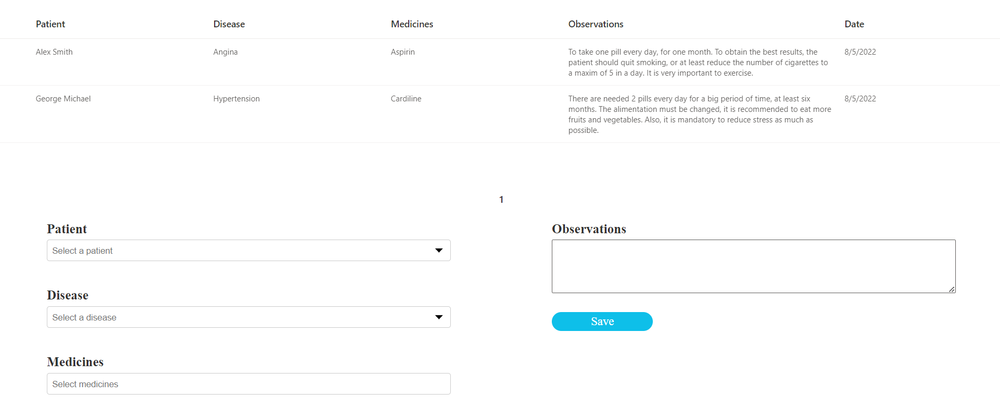 Patient Disease Medicines Observations Date
Alex Smith Angina Aspirin To take one pill every day, for one month. To obtain the best results, the 8/5/2022
patient should quit smoking, or at least reduce the number of cigarettes to
a maxim of 5 in a day. It is very important to exercise.
George Michael Hypertension Cardiline There are needed 2 pills every day for a big period of time, at least six 8/5/2022
months. The alimentation must be changed, it is recommended to eat more
fruits and vegetables. Also, it is mandatory to reduce stress as much as
possible.
1
Patient
Select a patient
Disease
Select a disease
Medicines
Select medicines
Observations
Save